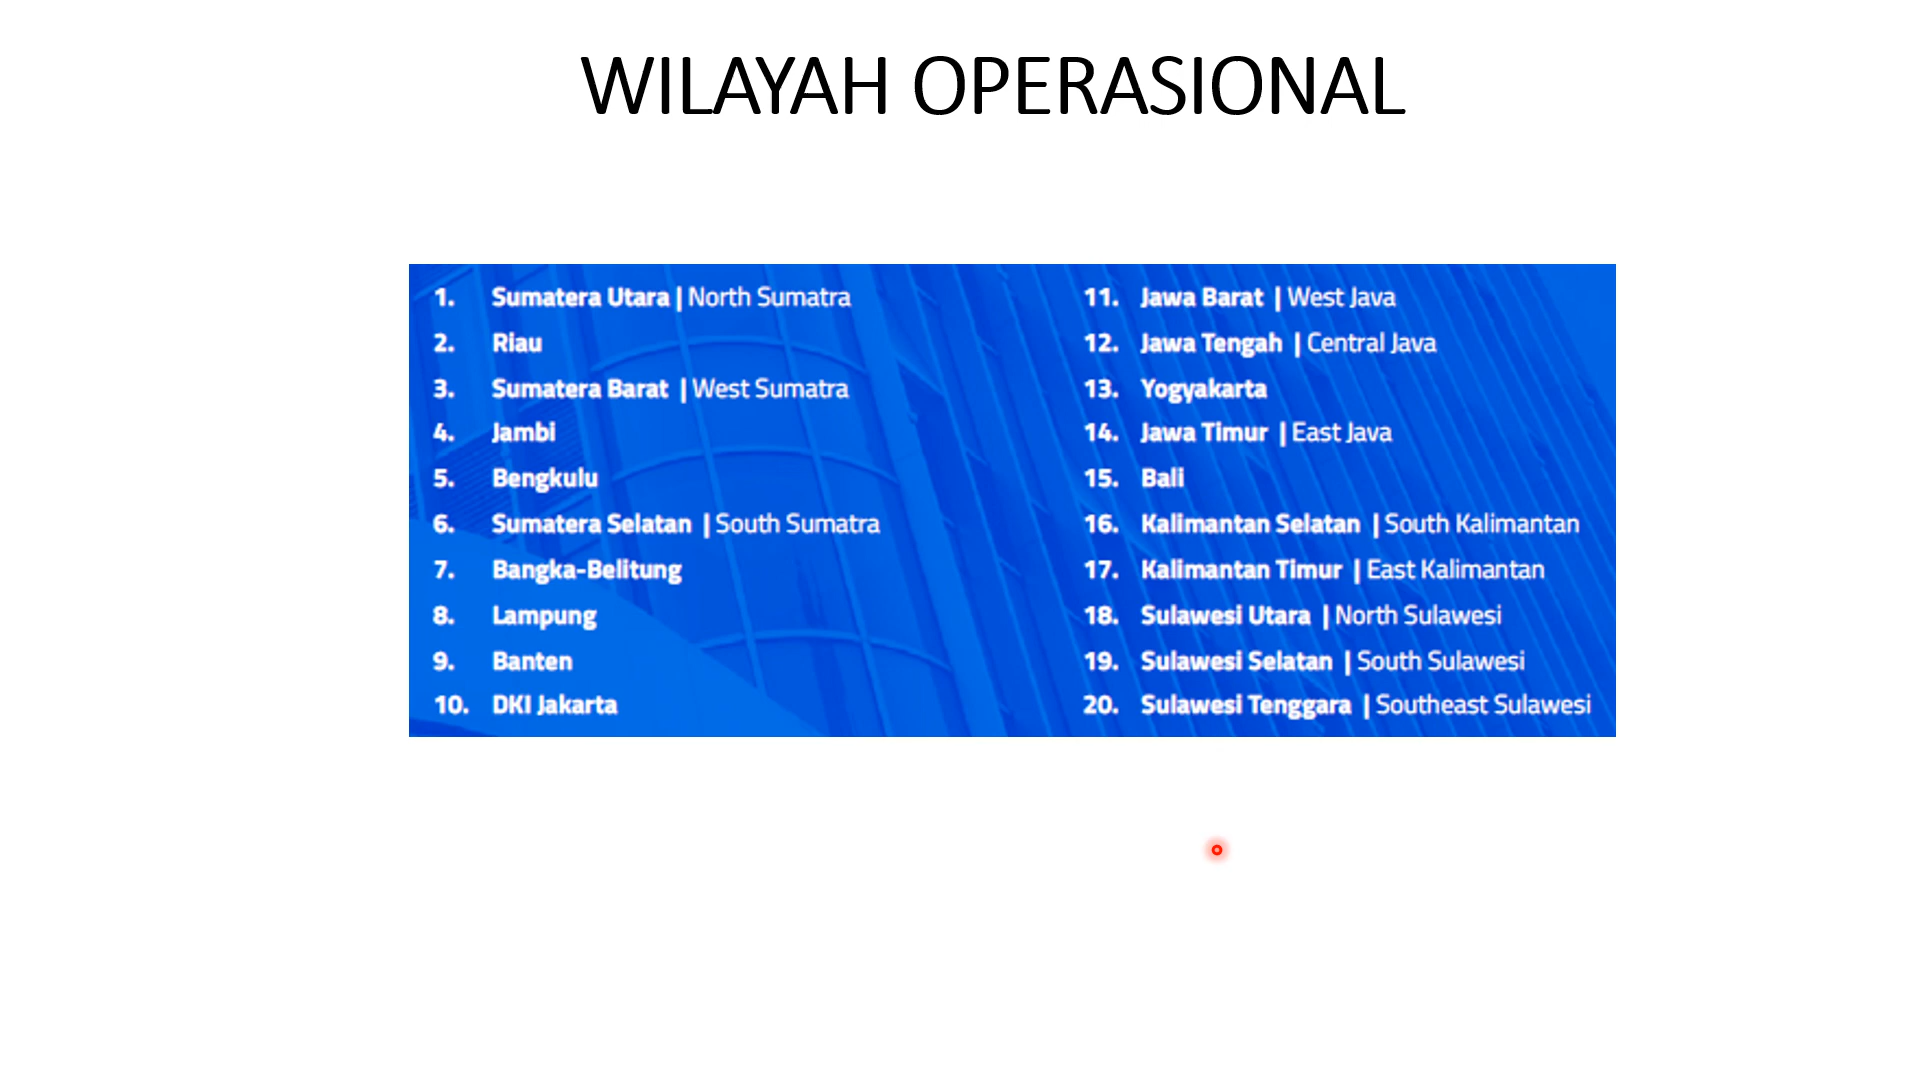 WILAYAH OPERASIONAL
1. Sumatera Utara | North Sumatra
2. Riau
3. Sumatera Barat | West Sumatra
4. Jambi
5. Bengkulu
6. Sumatera Selatan | South Sumatra
7. Bangka-Belitung
8. Lampung
9. Banten
10. DKI Jakarta
11. Jawa Barat | West Java
12. Jawa Tengah | Central Java
13. Yogyakarta
14. Jawa Timur | East Java
15. Bali
16. Kalimantan Selatan | South Kalimantan
17. Kalimantan Timur | East Kalimantan
18. Sulawesi Utara | North Sulawesi
19. Sulawesi Selatan | South Sulawesi
20. Sulawesi Tenggara | Southeast Sulawesi